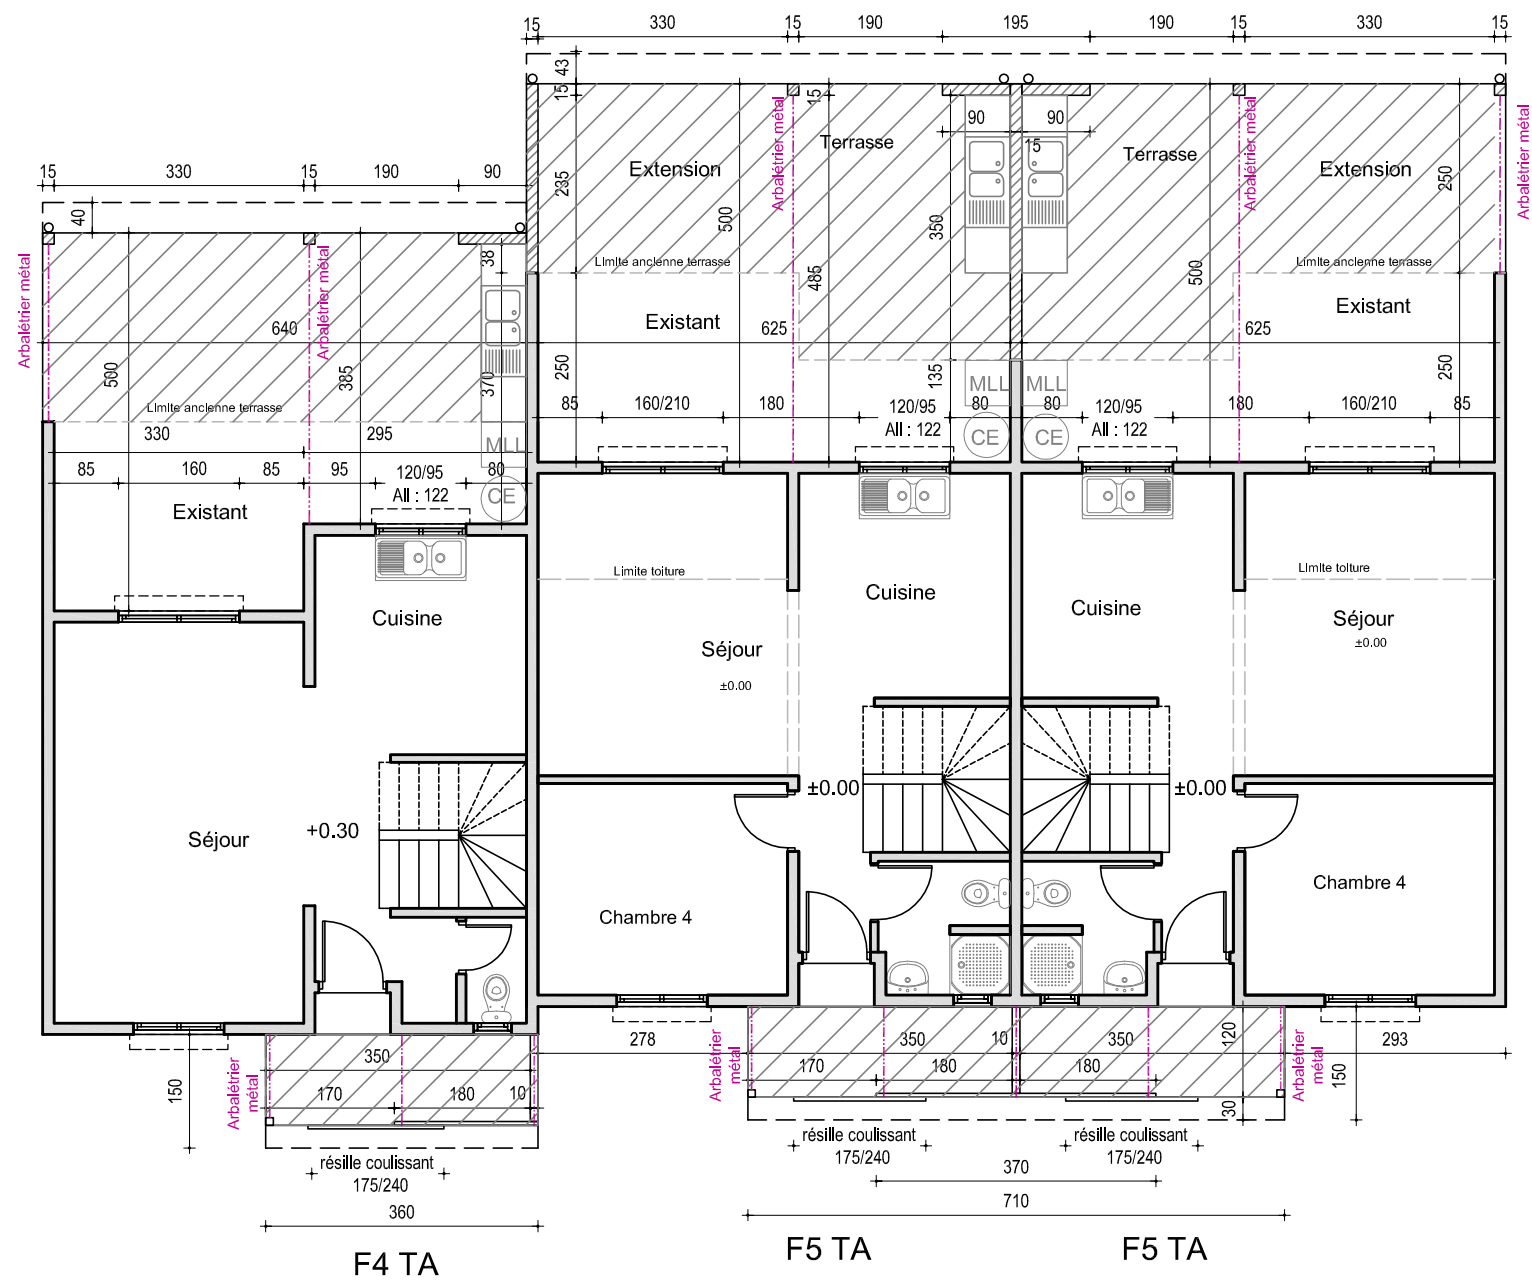 15 330 15 190 195 190 15 330 15
43
15
15
Arbalétrier métal
Terrasse
90
90
15
Terrasse
Arbalétrier métal
Arbalétrier métal
15 330 15 190 90
Extension
Extension
235
250
40
500
350
500
38
Arbalétrier métal
Arbalétrier métal
Limite ancienne terrasse
Limite ancienne terrasse
485
Existant
Existant
640
625
625
500
385
370
250
135
250
MLL
MLL
Limite ancienne terrasse
85 160/210 180 120/95 80 80 120/95 180 160/210 85
All : 122
All : 122
CE
CE
330
295
MLL
85 160 85 95 120/95 80
All : 122
CE
Existant
Limite toiture
Limite toiture
Cuisine
Cuisine
Cuisine
Séjour
±0.00
Séjour
±0.00
±0.00
±0.00
Séjour
+0.30
Chambre 4
Chambre 4
278
350
10
350
120
293
170
180
180
Arbalétrier
métal
Arbalétrier
métal
150
30
150
Arbalétrier
métal
350
170
180
10
résille coulissant
175/240
résille coulissant
175/240
résille coulissant
175/240
370
710
360
F4 TA
F5 TA
F5 TA